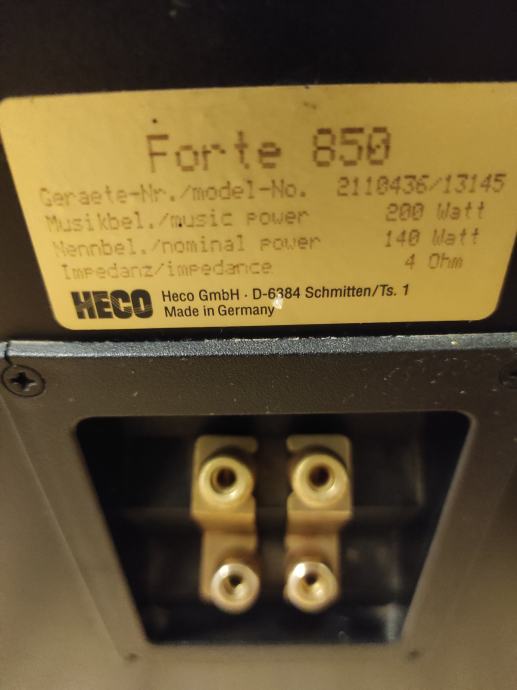 Forte 850
Geraete-Nr./model-No. 2110436/13145
Musikbel./music power 200 Watt
Nennbel./nominal power 140 Watt
Impedanz/impedance 4 Ohm
HECO Heco GmbH · D-6384 Schmitten/Ts. 1
Made in Germany